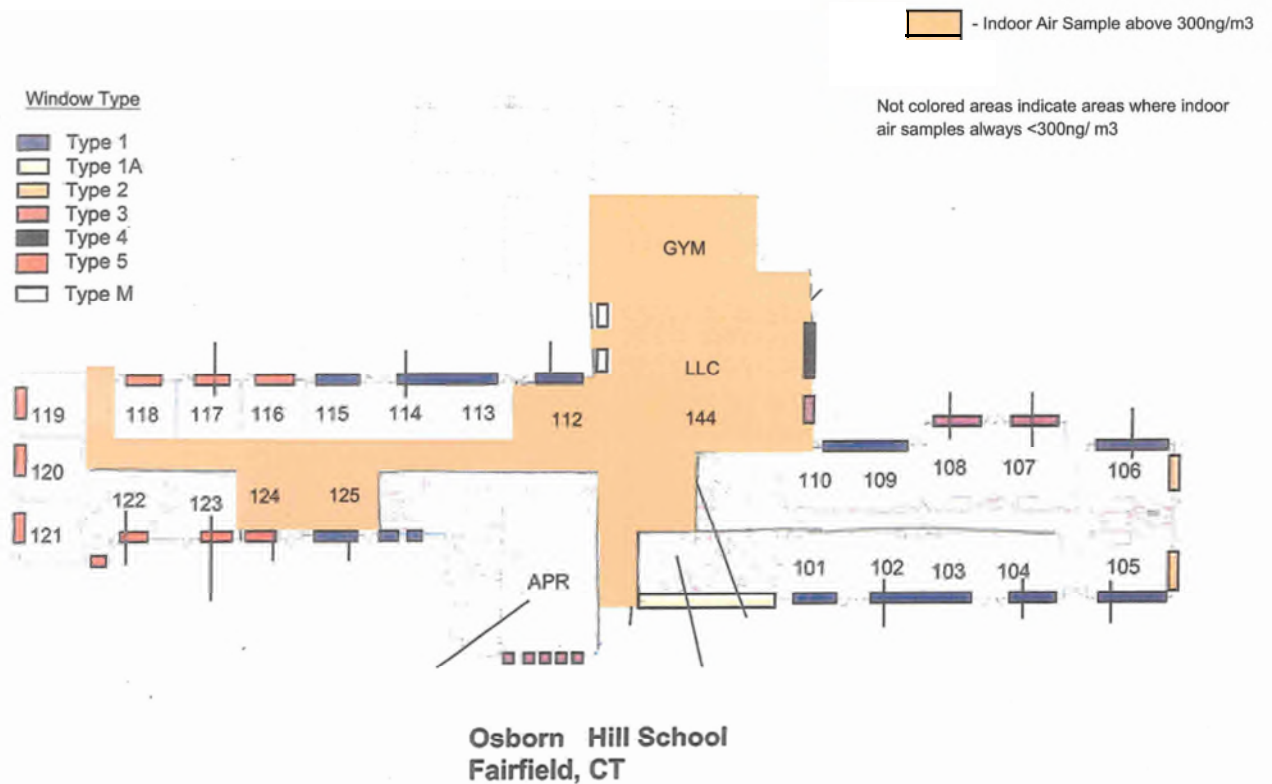 - Indoor Air Sample above 300ng/m3
Window Type
Not colored areas indicate areas where indoor
air samples always <300ng/ m3
Type 1
Type 1A
Type 2
Type 3
Type 4
Type 5
Type M
GYM
LLC
119 118 117 116 115 114 113 112 144
110 109 108 107 106
120
122 123 124 125
121
APR
101 102 103 104 105
Osborn Hill School
Fairfield, CT